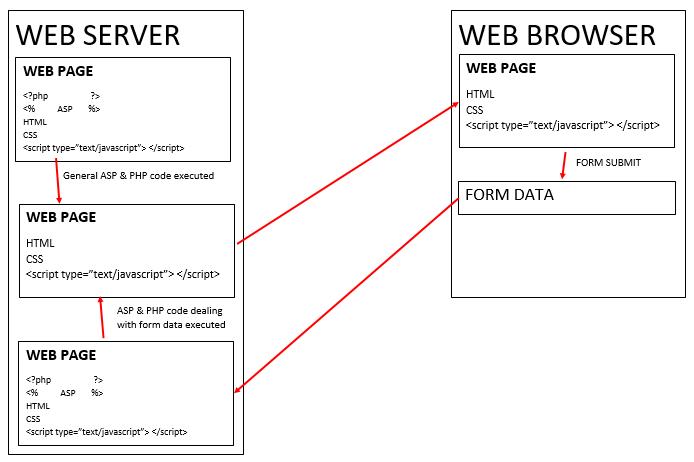 WEB SERVER
WEB PAGE
<?php ?>
<% ASP %>
HTML
CSS
<script type="text/javascript"> </script>
General ASP & PHP code executed
WEB PAGE
HTML
CSS
<script type="text/javascript"> </script>
ASP & PHP code dealing
with form data executed
WEB PAGE
<?php ?>
<% ASP %>
HTML
CSS
<script type="text/javascript"> </script>
WEB BROWSER
WEB PAGE
HTML
CSS
<script type="text/javascript"> </script>
FORM SUBMIT
FORM DATA